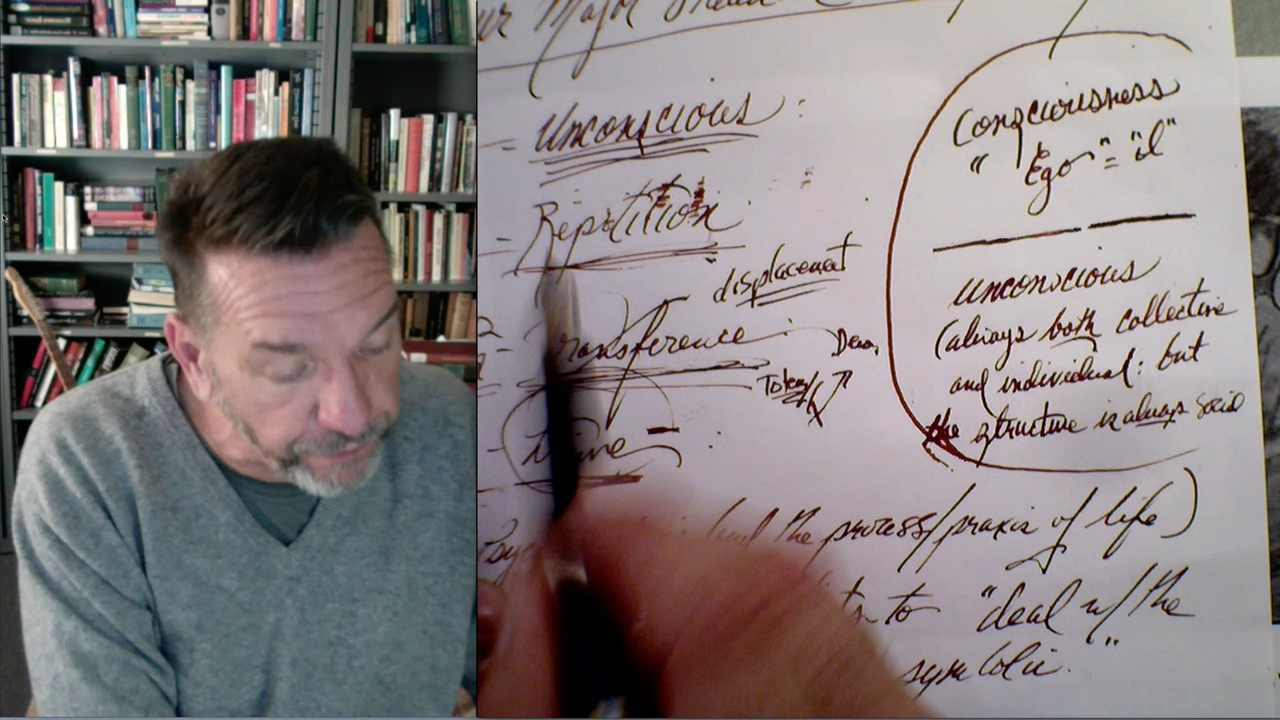 Major
Unconscious :
Repetition
"displacement
Transference
Drive
Consciousness
" Ego" = "il"
Unconscious
(always both collective
and individual: but
the structure is always social
the process/praxis of life)
to "deal w/ the
symbolic."